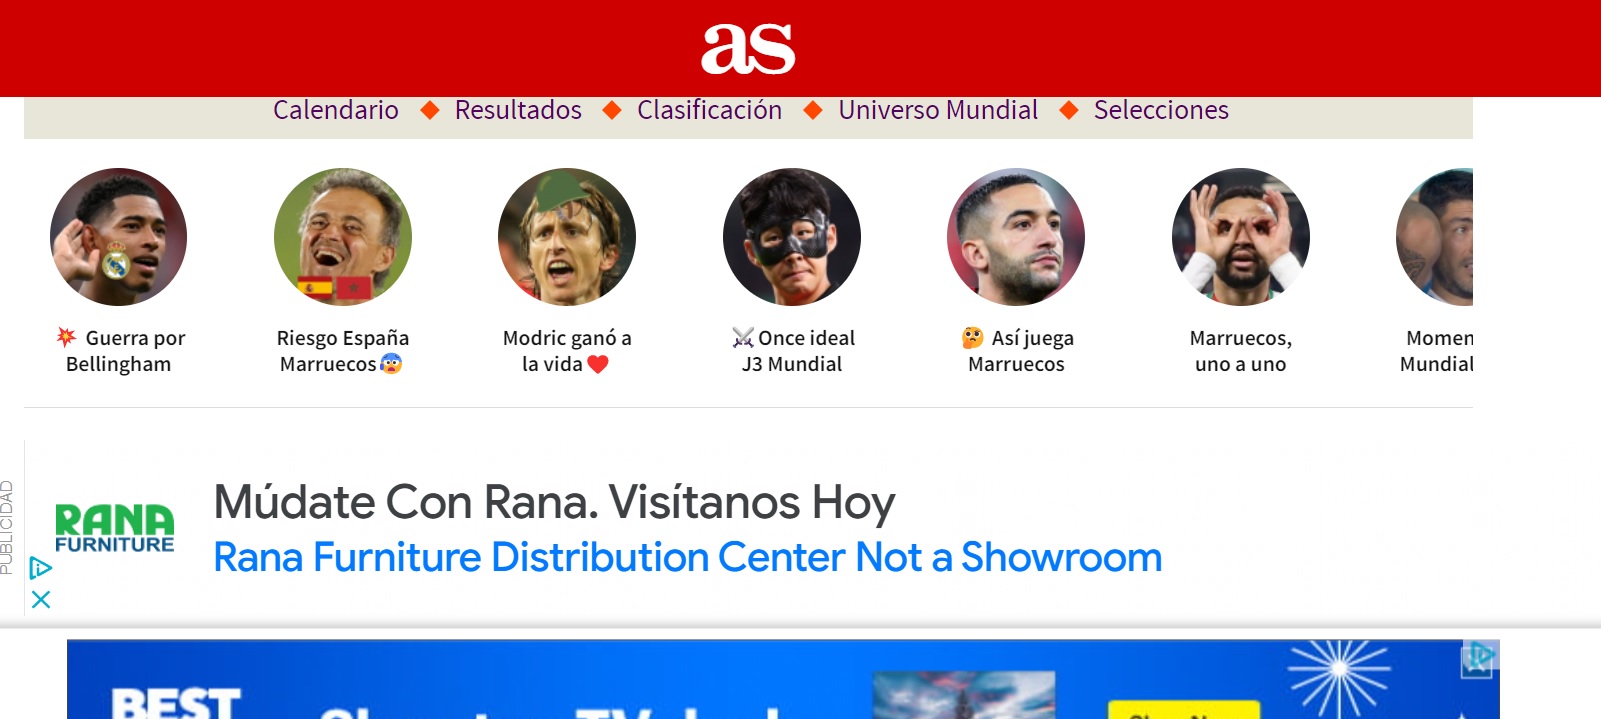 as
Calendario ◆ Resultados ◆ Clasificación ◆ Universo Mundial ◆ Selecciones
💥 Guerra por
Bellingham
Riesgo España
Marruecos😰
Modric ganó a
la vida❤️
⚔️Once ideal
J3 Mundial
🤔 Así juega
Marruecos
Marruecos,
uno a uno
Momen
Mundial
PUBLICIDAD
RANA
FURNITURE
Múdate Con Rana. Visítanos Hoy
Rana Furniture Distribution Center Not a Showroom
BEST